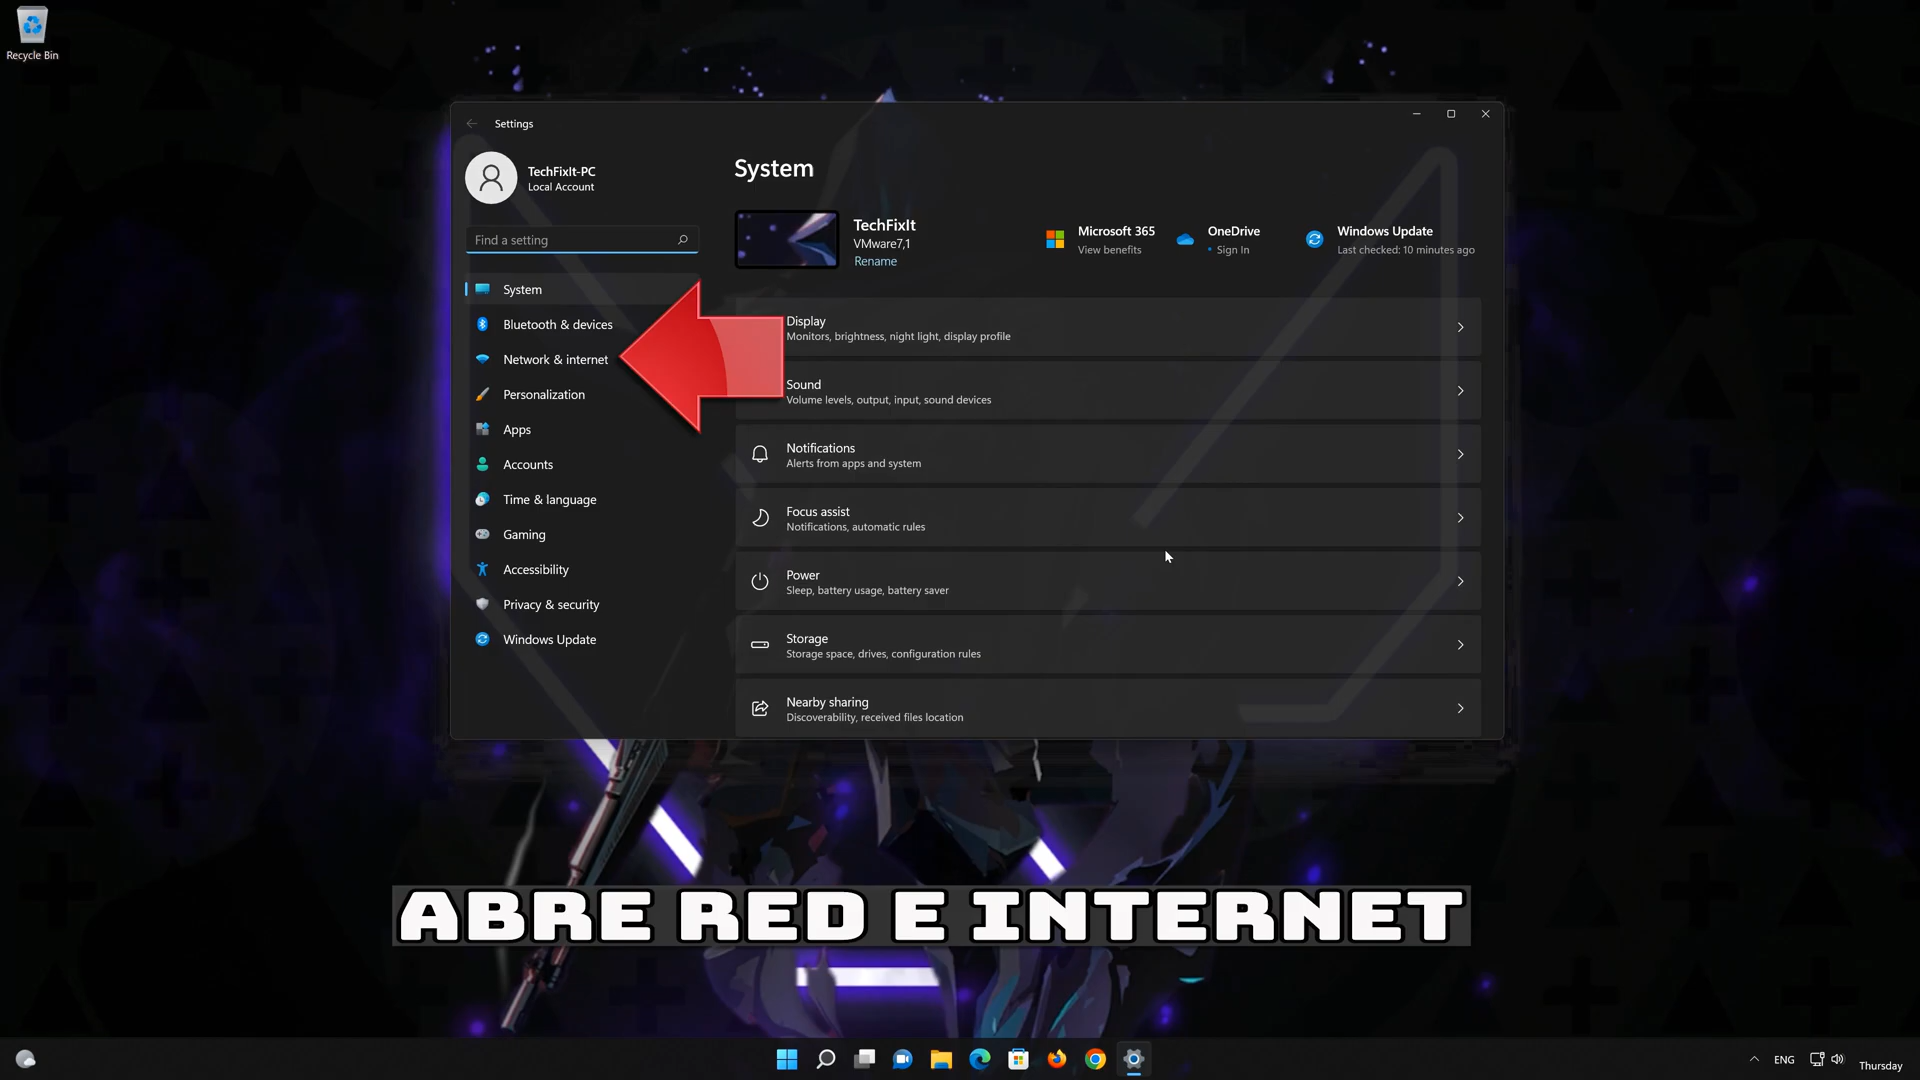 Recycle Bin
Settings
TechFixIt-PC
Local Account
Find a setting
System
Bluetooth & devices
Network & internet
Personalization
Apps
Accounts
Time & language
Gaming
Accessibility
Privacy & security
Windows Update
System
TechFixIt
VMware7,1
Rename
Microsoft 365
View benefits
OneDrive
• Sign In
Windows Update
Last checked: 10 minutes ago
Display
Monitors, brightness, night light, display profile
Sound
Volume levels, output, input, sound devices
Notifications
Alerts from apps and system
Focus assist
Notifications, automatic rules
Power
Sleep, battery usage, battery saver
Storage
Storage space, drives, configuration rules
Nearby sharing
Discoverability, received files location
ABRE RED E INTERNET
ENG
Thursday